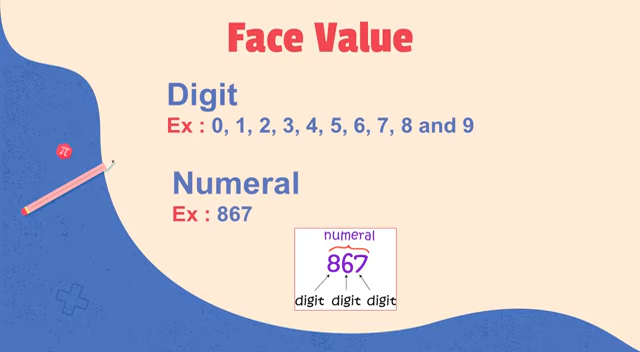 Face Value
Digit
Ex : 0, 1, 2, 3, 4, 5, 6, 7, 8 and 9
π
Numeral
Ex : 867
numeral
867
digit digit digit